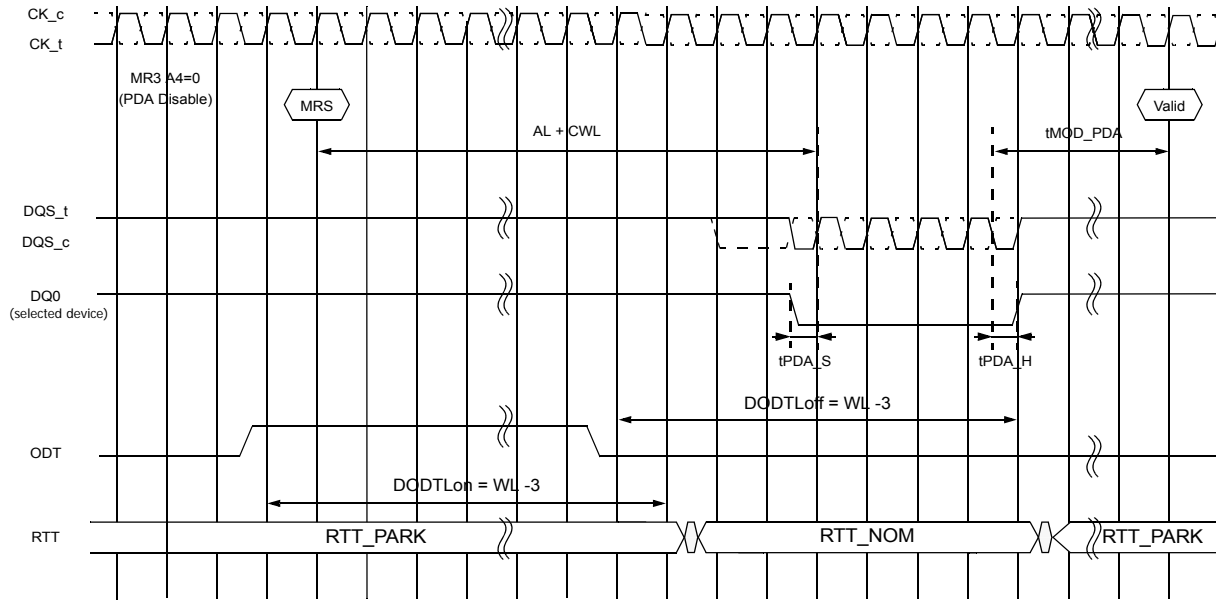 CK_c
CK_t
MR3 A4=0
(PDA Disable)
MRS
Valid
AL + CWL
tMOD_PDA
DQS_t
DQS_c
DQ0
(selected device)
tPDA_S
tPDA_H
DODTLoff = WL -3
ODT
DODTLon = WL -3
RTT
RTT_PARK
RTT_NOM
RTT_PARK